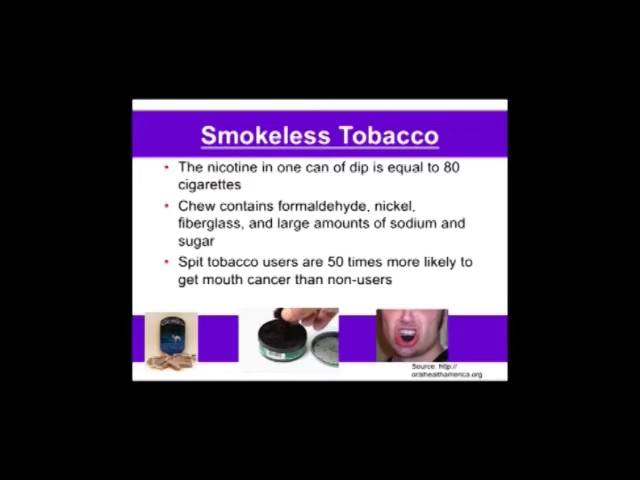 Smokeless Tobacco
• The nicotine in one can of dip is equal to 80
cigarettes
• Chew contains formaldehyde, nickel,
fiberglass, and large amounts of sodium and
sugar
• Spit tobacco users are 50 times more likely to
get mouth cancer than non-users
Source: http://
oralhealthamerica.org